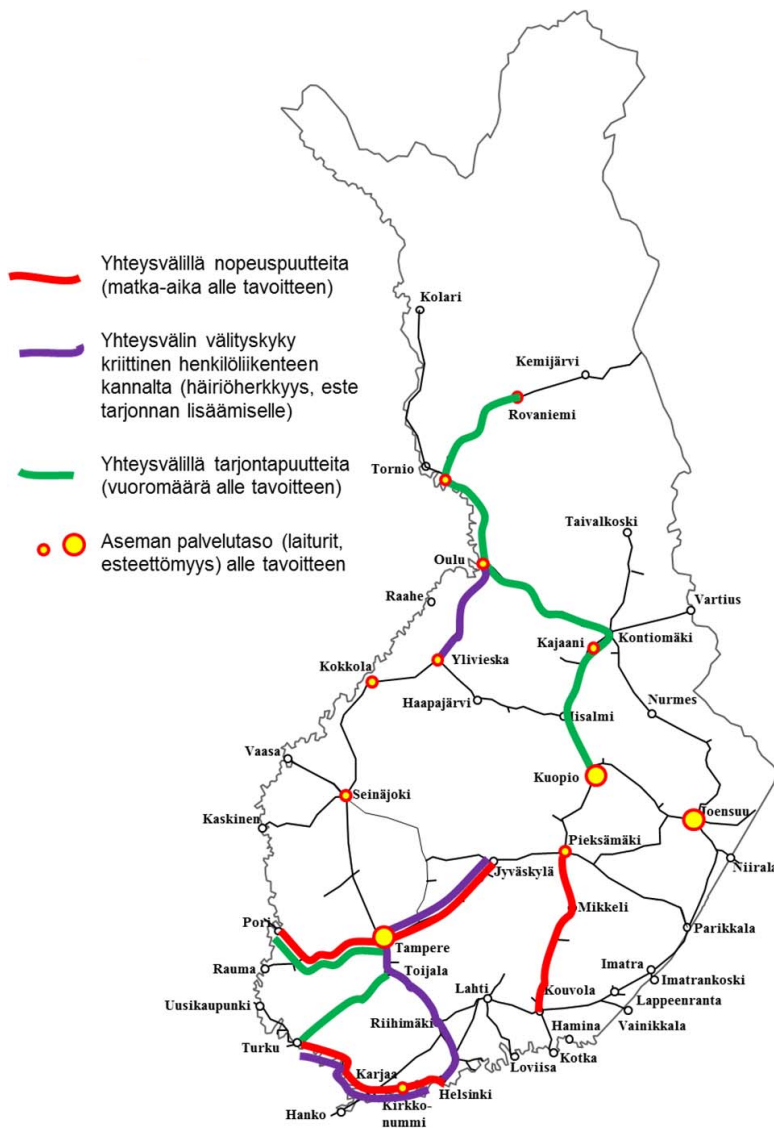 Yhteysvälillä nopeuspuutteita
(matka-aika alle tavoitteen)
Yhteysvälin välityskyky
kriittinen henkilöliikenteen
kannalta (häiriöherkkyys, este
tarjonnan lisäämiselle)
Yhteysvälillä tarjontapuutteita
(vuoromäärä alle tavoitteen)
Aseman palvelutaso (laiturit,
esteettömyys) alle tavoitteen
Kolari
Kemijärvi
Rovaniemi
Tornio
Taivalkoski
Oulu
Raahe
Vartius
Kajaani
Kontiomäki
Ylivieska
Kokkola
Haapajärvi
Iisalmi
Nurmes
Vaasa
Kuopio
Seinäjoki
Joensuu
Kaskinen
Pieksämäki
Niirala
Jyväskylä
Mikkeli
Pori
Parikkala
Tampere
Rauma
Toijala
Imatra
Imatrankoski
Kouvola
Lahti
Lappeenranta
Uusikaupunki
Riihimäki
Hamina
Vainikkala
Turku
Kotka
Loviisa
Karjaa
Helsinki
Kirkko-
nummi
Hanko